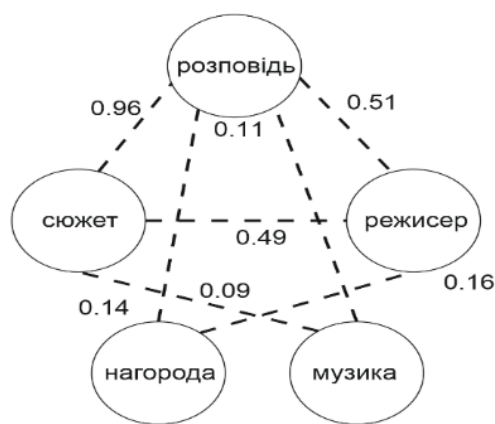 розповідь
0.96
0.11
0.51
сюжет
0.49
режисер
0.14
0.09
0.16
нагорода
музика